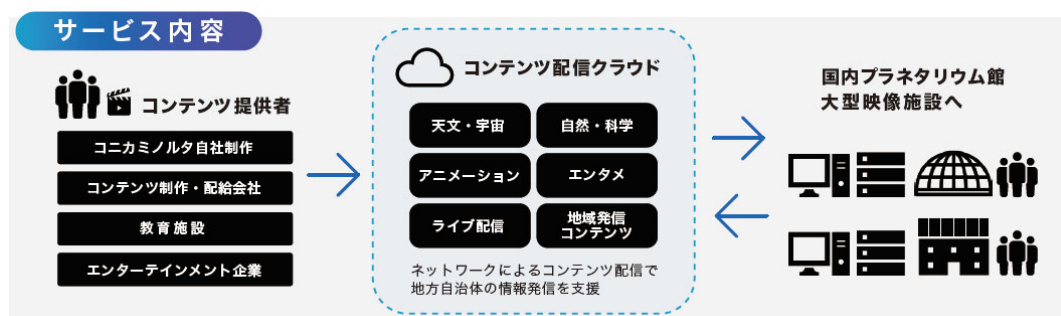 サービス内容
コンテンツ提供者
コニカミノルタ自社制作
コンテンツ制作・配給会社
教育施設
エンターテインメント企業
コンテンツ配信クラウド
天文・宇宙
自然・科学
アニメーション
エンタメ
ライブ配信
地域発信
コンテンツ
ネットワークによるコンテンツ配信で
地方自治体の情報発信を支援
国内プラネタリウム館
大型映像施設へ